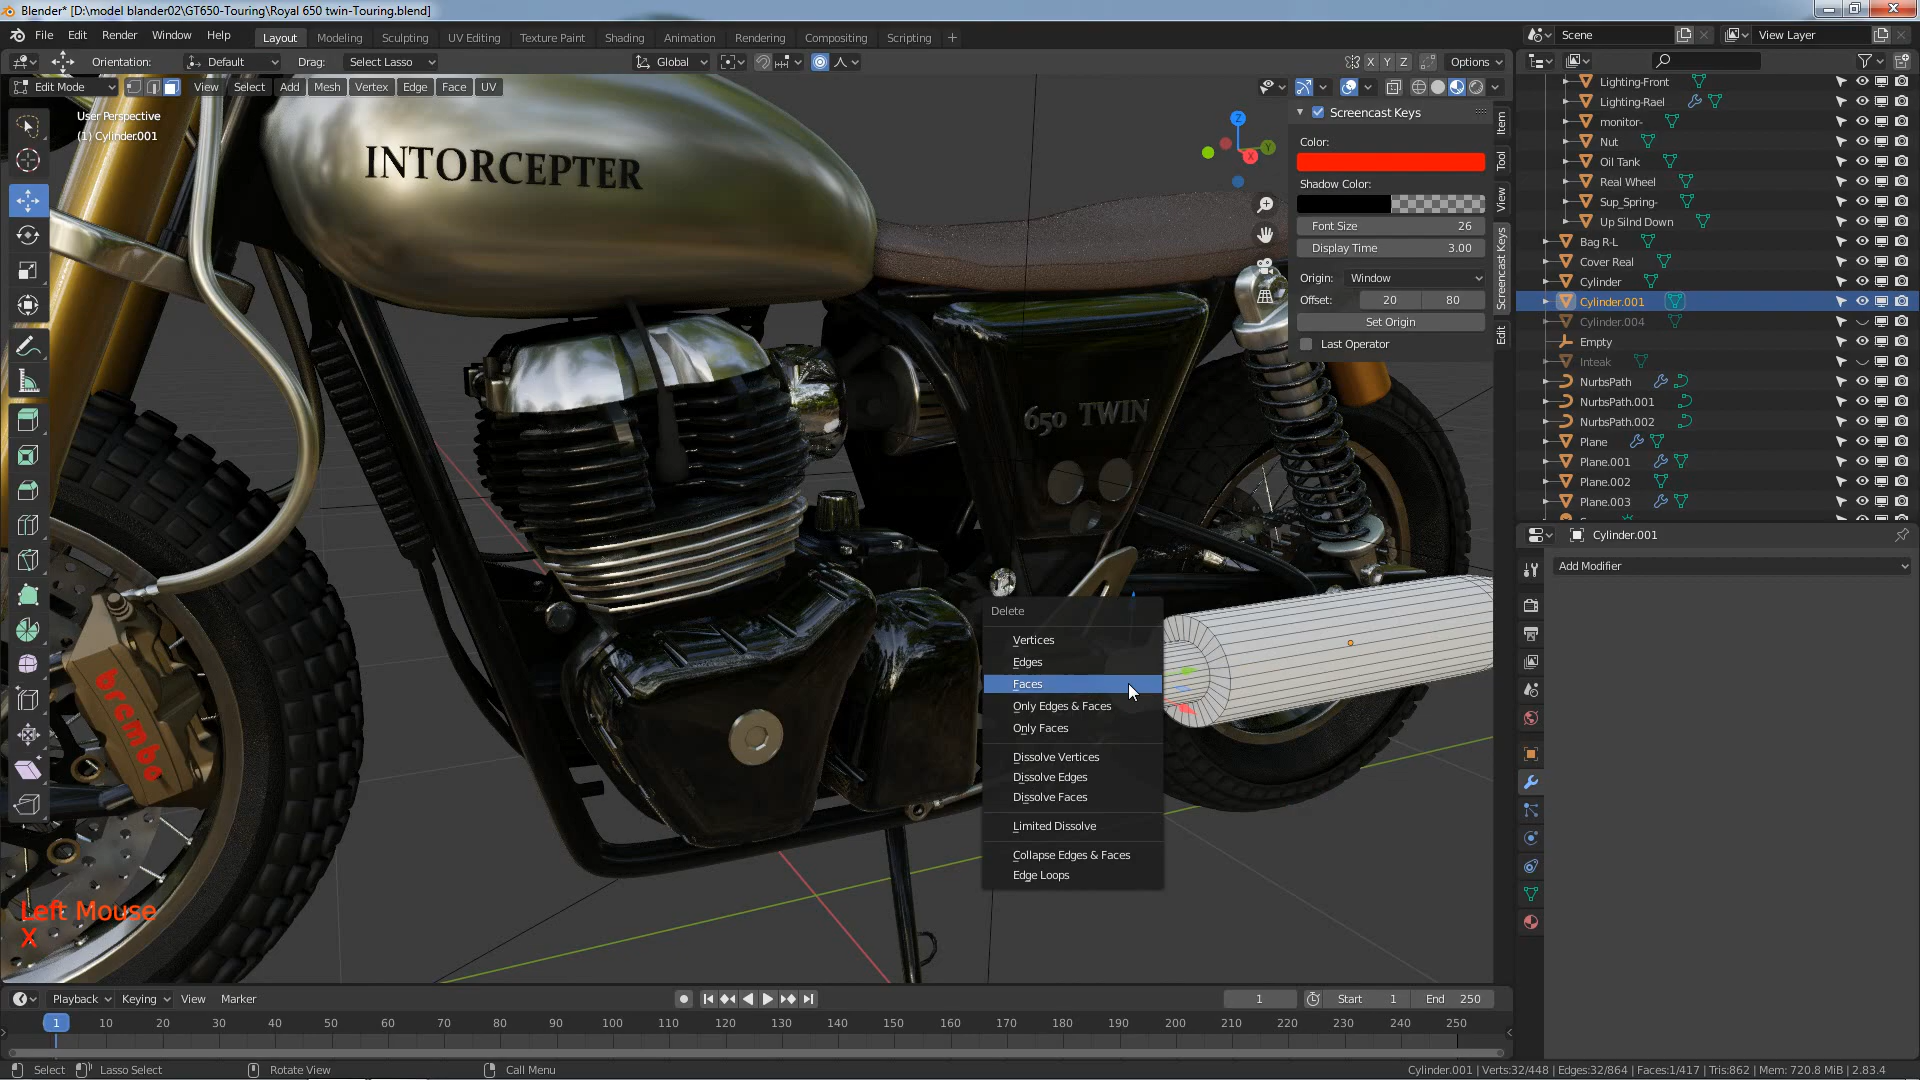 Blender* [D:\model blander02\GT650-Touring\Royal 650 twin-Touring.blend]
File Edit Render Window Help
Layout Modeling Sculpting UV Editing Texture Paint Shading Animation Rendering Compositing Scripting +
Scene
View Layer
Orientation: Default Drag: Select Lasso
Global
X Y Z Options
Edit Mode View Select Add Mesh Vertex Edge Face UV
User Perspective
(1) Cylinder.001
INTORCEPTER
650 TWIN
brembo
Z
Y
X
Screencast Keys
Color:
Shadow Color:
Font Size 26
Display Time 3.00
Origin: Window
Offset: 20 80
Set Origin
Last Operator
Item
Tool
View
Screencast Keys
Edit
Lighting-Front
Lighting-Rael
monitor-
Nut
Oil Tank
Real Wheel
Sup_Spring-
Up Silnd Down
Bag R-L
Cover Real
Cylinder
Cylinder.001
Cylinder.004
Empty
Inteak
NurbsPath
NurbsPath.001
NurbsPath.002
Plane
Plane.001
Plane.002
Plane.003
Cylinder.001
Add Modifier
Delete
Vertices
Edges
Faces
Only Edges & Faces
Only Faces
Dissolve Vertices
Dissolve Edges
Dissolve Faces
Limited Dissolve
Collapse Edges & Faces
Edge Loops
Left Mouse
X
Playback Keying View Marker
1 Start 1 End 250
1 10 20 30 40 50 60 70 80 90 100 110 120 130 140 150 160 170 180 190 200 210 220 230 240 250
Select Lasso Select Rotate View Call Menu
Cylinder.001 | Verts:32/448 | Edges:32/864 | Faces:1/417 | Tris:862 | Mem: 720.8 MiB | 2.83.4